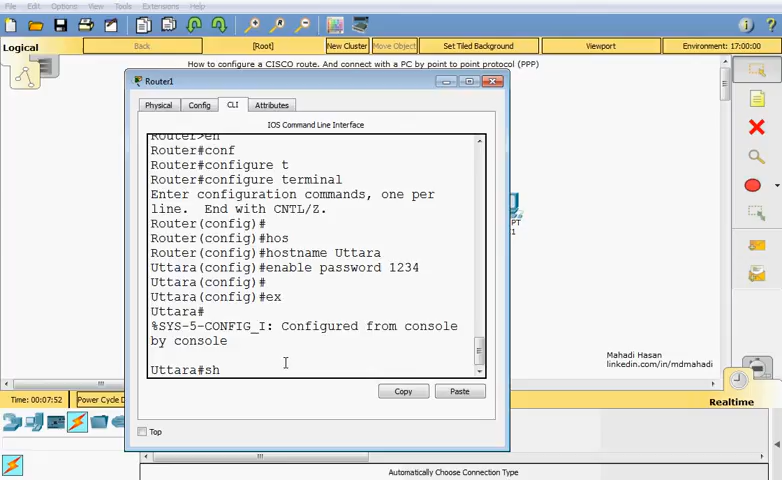 File Edit Options View Tools Extensions Help
Logical
Back
[Root]
New Cluster
Move Object
Set Tiled Background
Viewport
Environment: 17:00:00
How to configure a CISCO route. And connect with a PC by point to point protocol (PPP)
Router1
Physical
Config
CLI
Attributes
IOS Command Line Interface
Router>en
Router#conf
Router#configure t
Router#configure terminal
Enter configuration commands, one per
line. End with CNTL/Z.
Router(config)#
Router(config)#hos
Router(config)#hostname Uttara
Uttara(config)#enable password 1234
Uttara(config)#
Uttara(config)#ex
Uttara#
%SYS-5-CONFIG_I: Configured from console
by console
Uttara#sh
Copy
Paste
Top
PT
1
Mahadi Hasan
linkedin.com/in/mdmahadi
Time: 00:07:52
Power Cycle D
Realtime
Automatically Choose Connection Type